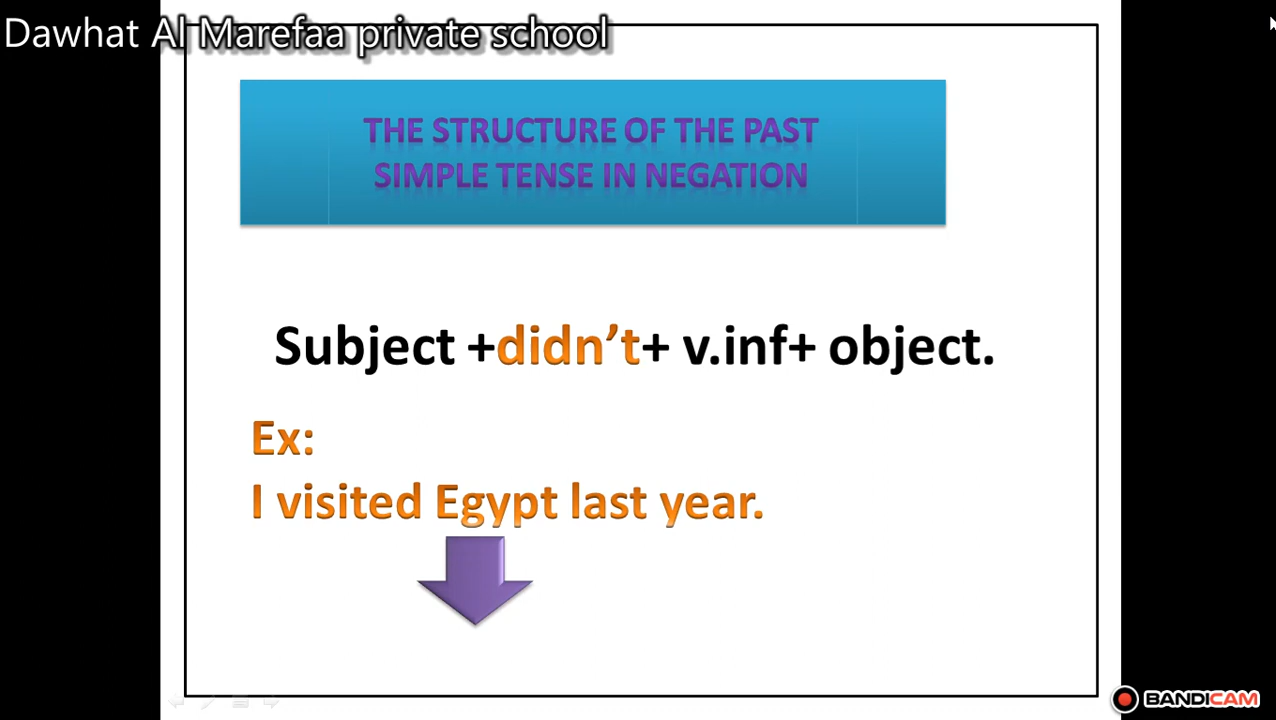 Dawhat Al Marefaa private school
THE STRUCTURE OF THE PAST
SIMPLE TENSE IN NEGATION
Subject +didn’t+ v.inf+ object.
Ex:
I visited Egypt last year.
BANDICAM